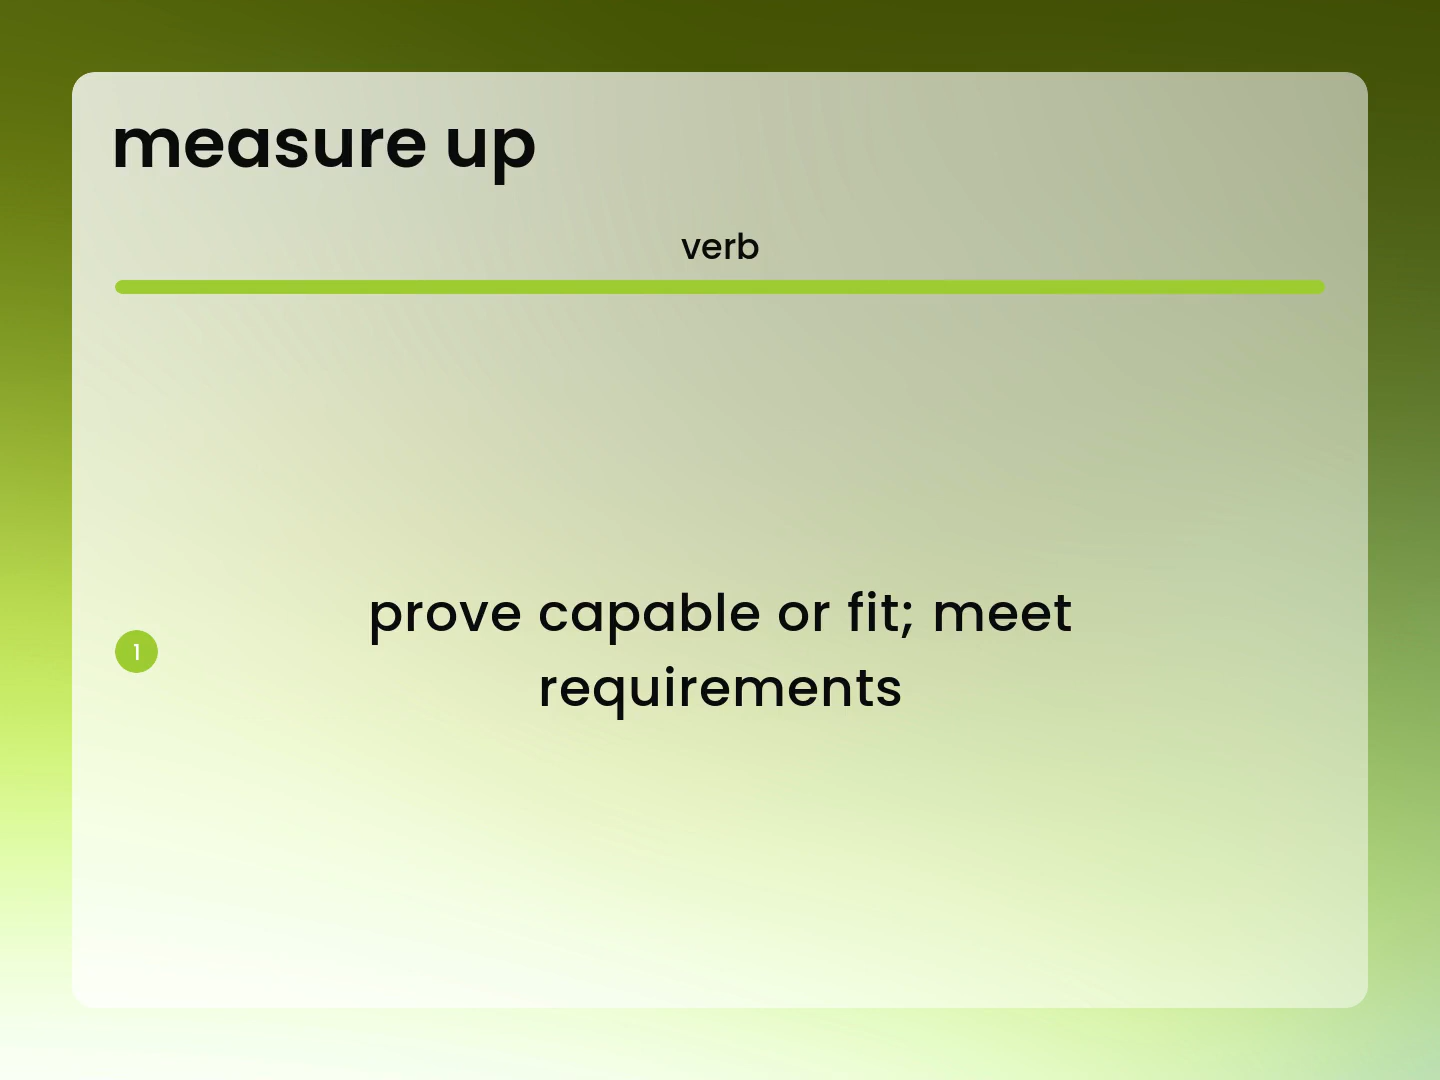 measure up
verb
1
prove capable or fit; meet
requirements